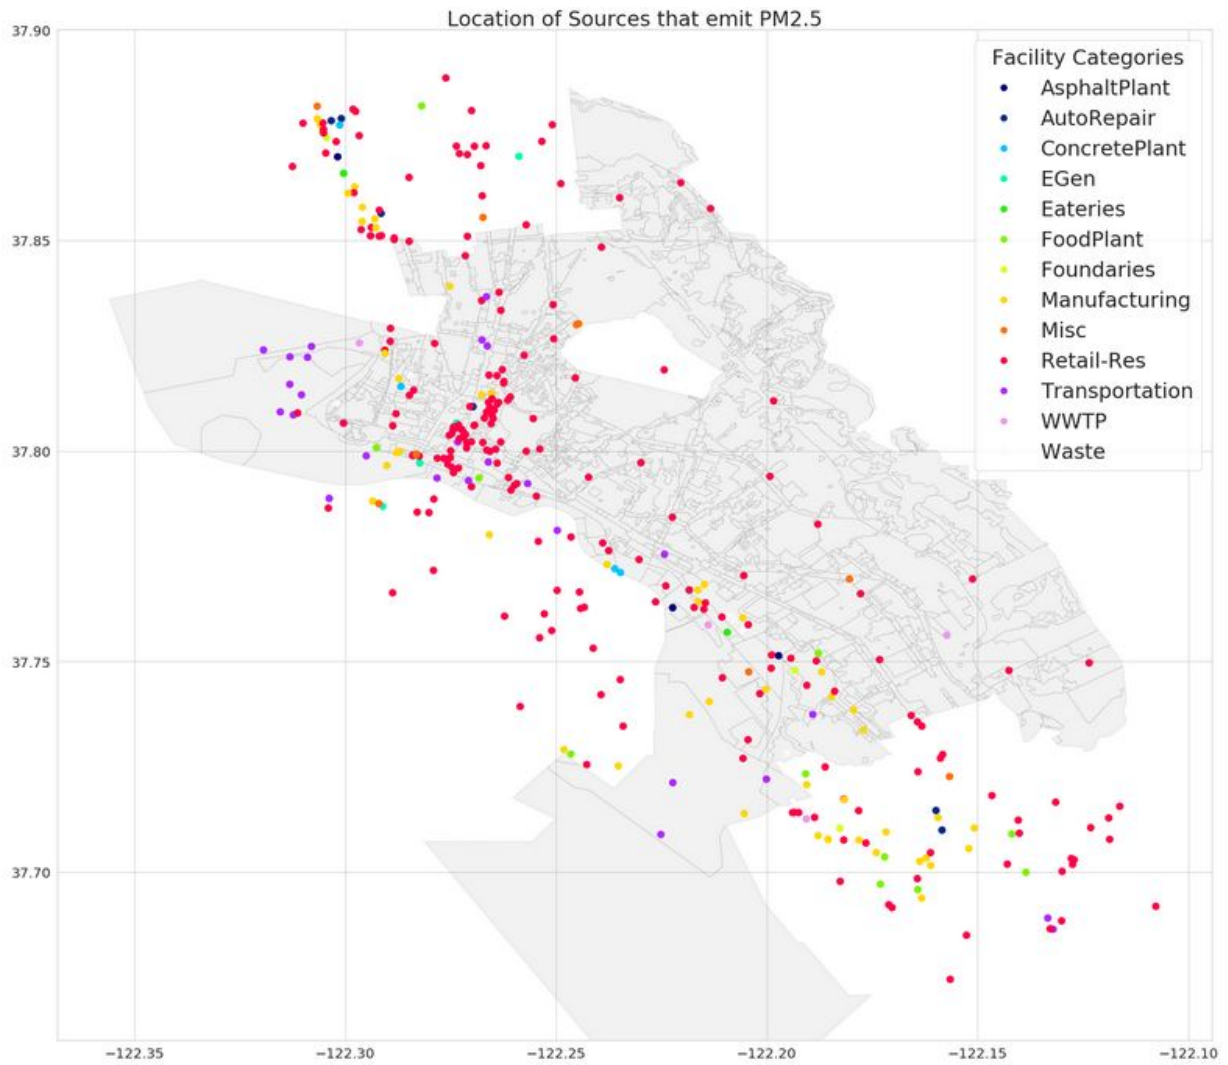 Location of Sources that emit PM2.5
37.90
37.85
37.80
37.75
37.70
Facility Categories
AsphaltPlant
AutoRepair
ConcretePlant
EGen
Eateries
FoodPlant
Foundaries
Manufacturing
Misc
Retail-Res
Transportation
WWTP
Waste
−122.35 −122.30 −122.25 −122.20 −122.15 −122.10